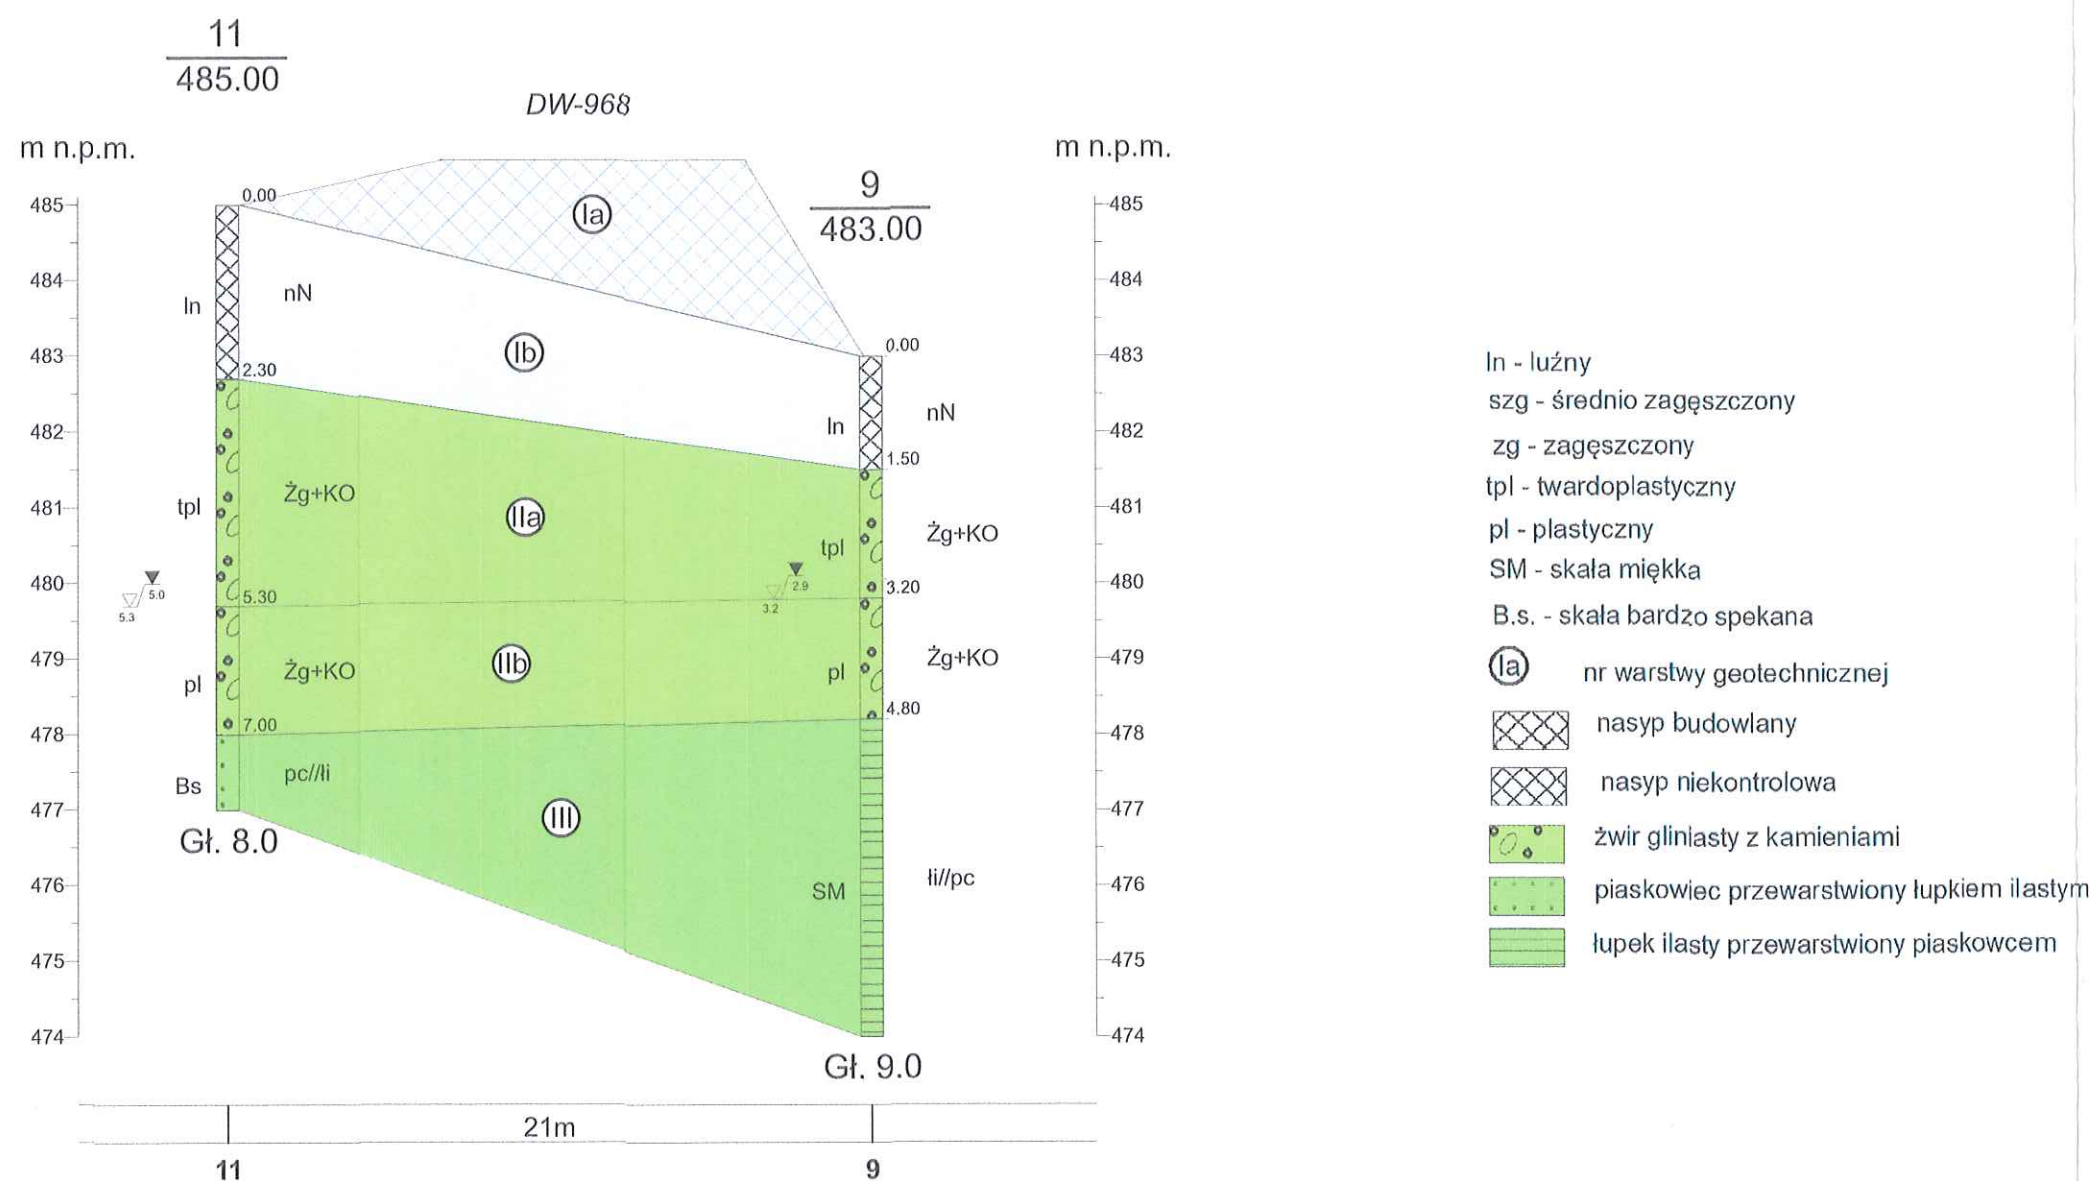 11
485.00
DW-968
m n.p.m.
m n.p.m.
9
483.00
485
484
483
482
481
480
479
478
477
476
475
474
0.00
2.30
5.30
7.00
ln
tpl
pl
Bs
nN
Żg+KO
Żg+KO
pc//łi
5.0
5.3
Gł. 8.0
Ia
Ib
IIa
IIb
III
2.9
3.2
ln
tpl
pl
SM
0.00
1.50
3.20
4.80
nN
Żg+KO
Żg+KO
łi//pc
Gł. 9.0
485
484
483
482
481
480
479
478
477
476
475
474
21m
11
9
ln - luźny
szg - średnio zagęszczony
zg - zagęszczony
tpl - twardoplastyczny
pl - plastyczny
SM - skała miękka
B.s. - skała bardzo spekana
Ia nr warstwy geotechnicznej
nasyp budowlany
nasyp niekontrolowa
żwir gliniasty z kamieniami
piaskowiec przewarstwiony łupkiem ilastym
łupek ilasty przewarstwiony piaskowcem